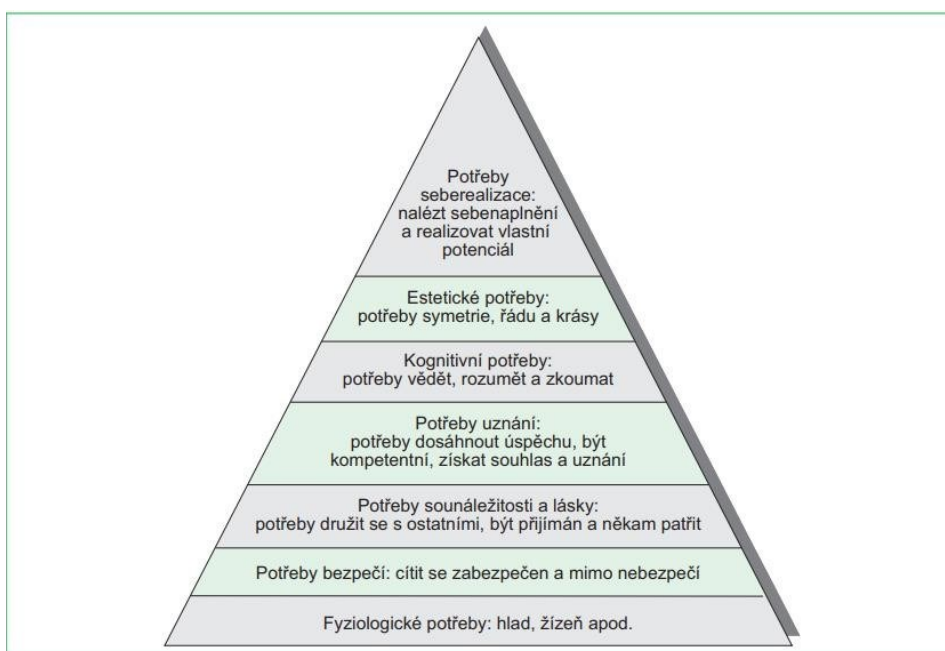 Potřeby
seberealizace:
nalézt sebenaplnění
a realizovat vlastní
potenciál
Estetické potřeby:
potřeby symetrie, řádu a krásy
Kognitivní potřeby:
potřeby vědět, rozumět a zkoumat
Potřeby uznání:
potřeby dosáhnout úspěchu, být
kompetentní, získat souhlas a uznání
Potřeby sounáležitosti a lásky:
potřeby družit se s ostatními, být přijímán a někam patřit
Potřeby bezpečí: cítit se zabezpečen a mimo nebezpečí
Fyziologické potřeby: hlad, žízeň apod.